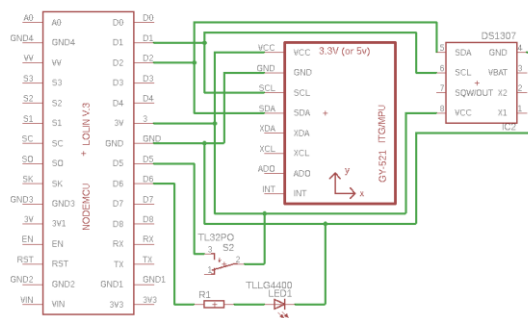 A0 A0 D0 D0
GND4 GND4 D1 D1
VV VV D2 D2
S3 S3 D3 D3
S2 S2 D4 D4
S1 S1 3V 3V
SC SC GND GND
SO SO D5 D5
SK SK D6 D6
GND3 GND3 D7 D7
3V 3V1 D8 D8
EN EN RX RX
RST RST TX TX
GND2 GND2 GND1 GND1
VIN VIN 3V3 3V3
NODEMCU
LOLIN V.3
VCC VCC 3.3V (or 5v)
GND GND
SCL SCL
SDA SDA
XDA XDA
XCL XCL
ADO ADO
INT INT
GY-521 ITG/MPU
y
x
DS1307
5 SDA GND 4
6 SCL VBAT 3
7 SQW/OUT X2 2
8 VCC X1 1
IC2
TL32PO
3 S2
2
1
TLLG4400
R1 LED1